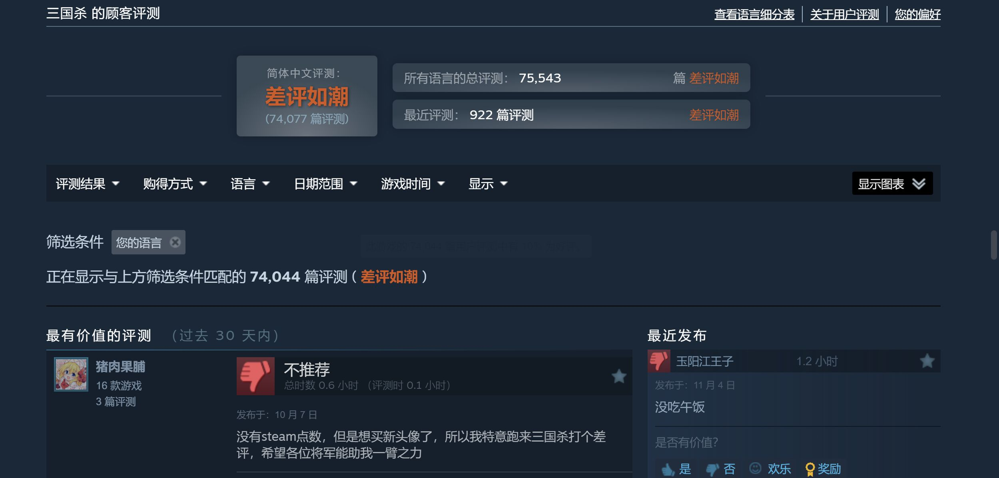 三国杀 的顾客评测
查看语言细分表
关于用户评测
您的偏好
简体中文评测：
差评如潮
(74,077 篇评测)
所有语言的总评测： 75,543 篇 差评如潮
最近评测： 922 篇评测 差评如潮
评测结果 购得方式 语言 日期范围 游戏时间 显示 显示图表
筛选条件 您的语言
此游戏的 74,044 篇用户评测中有 10% 为好评。
正在显示与上方筛选条件匹配的 74,044 篇评测 ( 差评如潮 )
最有价值的评测 （过去 30 天内）
猪肉果脯
16 款游戏
3 篇评测
不推荐
总时数 0.6 小时 （评测时 0.1 小时）
发布于：10 月 7 日
没有steam点数，但是想买新头像了，所以我特意跑来三国杀打个差
评，希望各位将军能助我一臂之力
最近发布
玉阳江王子 1.2 小时
发布于：11 月 4 日
没吃午饭
是否有价值？
是 否 欢乐 奖励